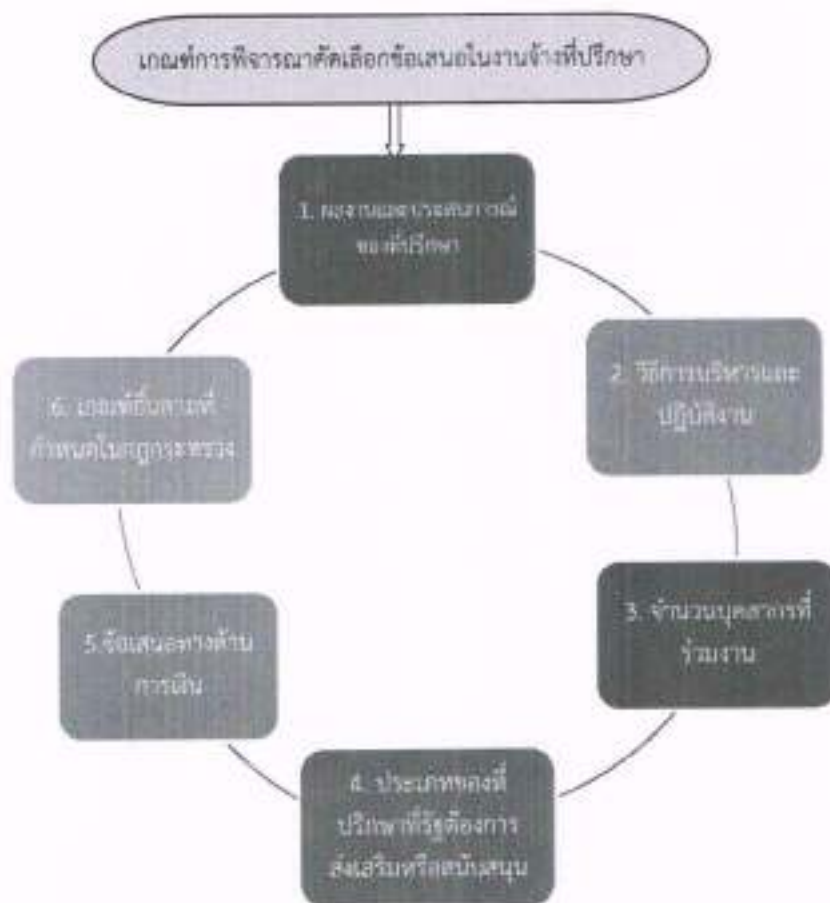 เกณฑ์การพิจารณาคัดเลือกข้อเสนอในงานจ้างที่ปรึกษา
1. ผลงานและประสบการณ์
ของที่ปรึกษา
2. วิธีการบริหารและ
ปฏิบัติงาน
3. จำนวนบุคลากรที่
ร่วมงาน
4. ประเภทของที่
ปรึกษาที่รัฐต้องการ
ส่งเสริมหรือสนับสนุน
5.ข้อเสนอทางด้าน
การเงิน
6. เกณฑ์อื่นตามที่
กำหนดในกฎกระทรวง